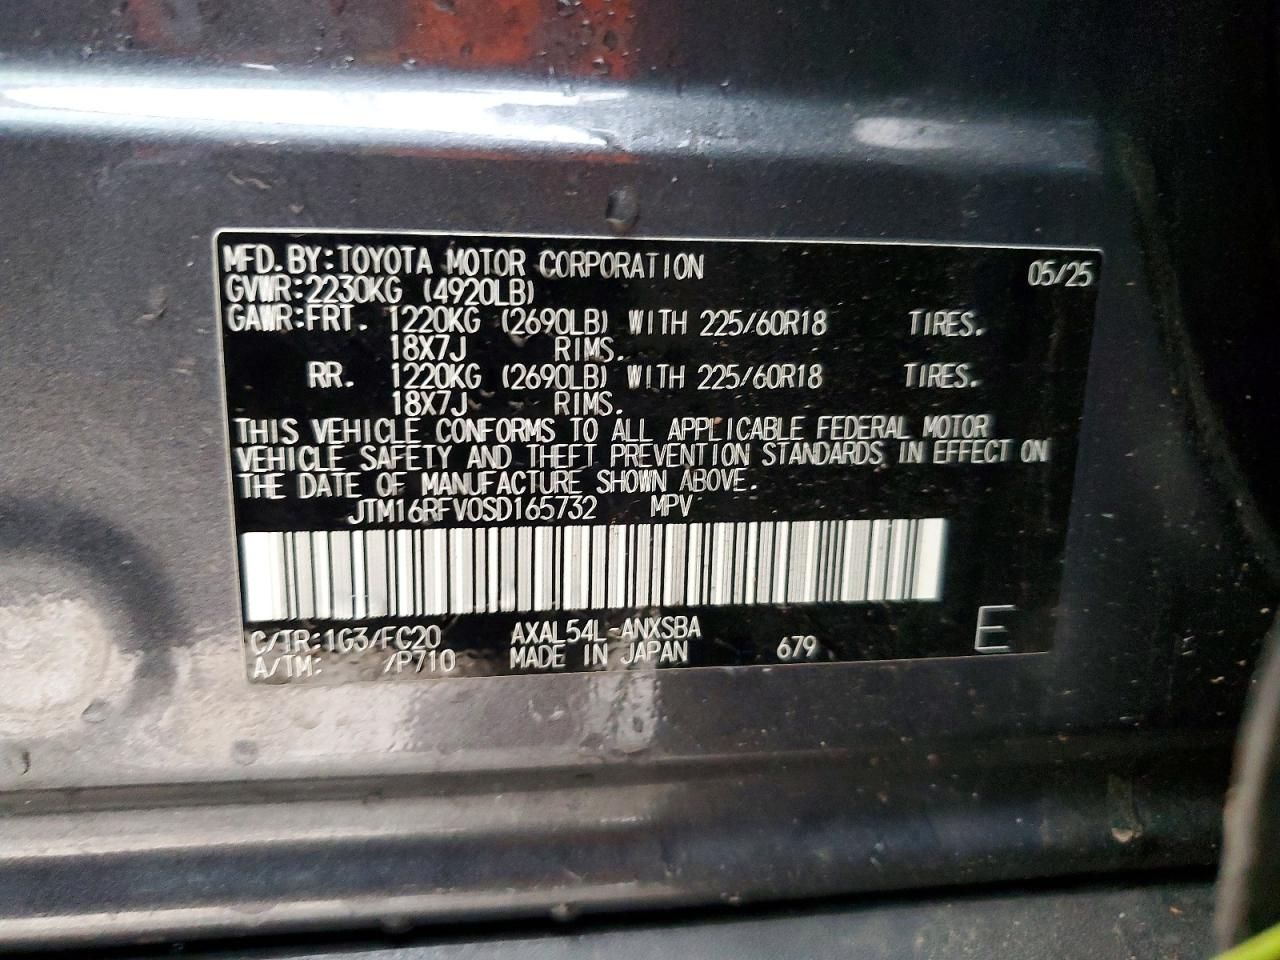 MFD.BY:TOYOTA MOTOR CORPORATION 05/25
GVWR:2230KG (4920LB)
GAWR:FRT. 1220KG (2690LB) WITH 225/60R18 TIRES.
18X7J RIMS.
RR. 1220KG (2690LB) WITH 225/60R18 TIRES.
18X7J RIMS.
THIS VEHICLE CONFORMS TO ALL APPLICABLE FEDERAL MOTOR
VEHICLE SAFETY AND THEFT PREVENTION STANDARDS IN EFFECT ON
THE DATE OF MANUFACTURE SHOWN ABOVE.
JTM16RFV0SD165732 MPV
C/TR:1G3/FC20 AXAL54L-ANXSBA 679 E
A/TM: /P710 MADE IN JAPAN